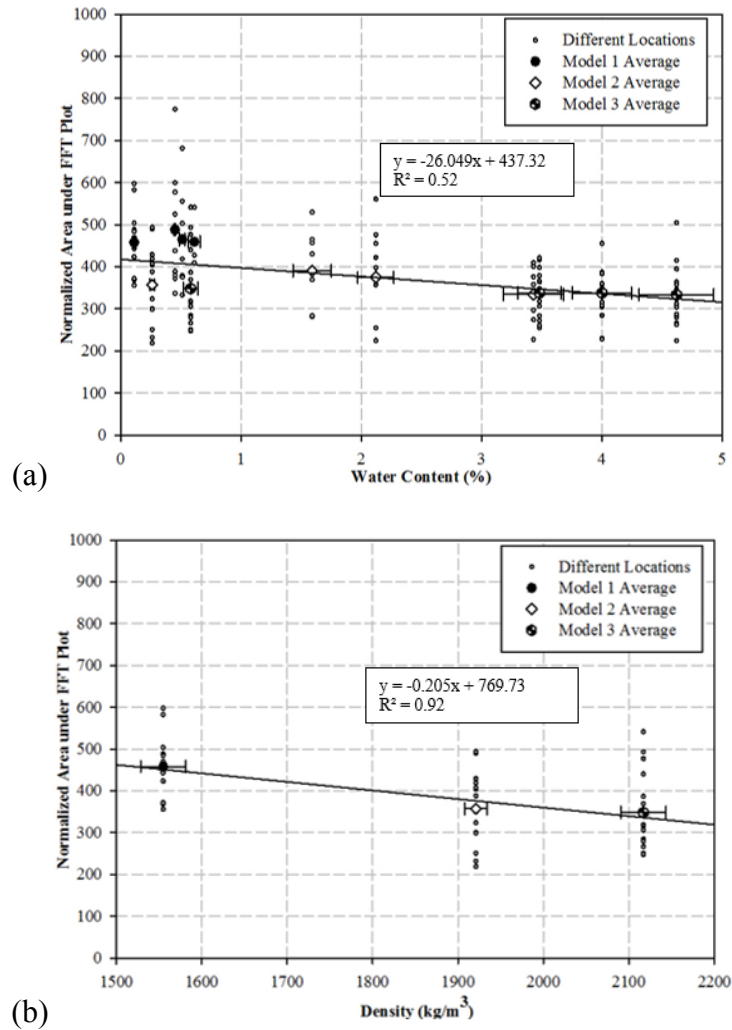 1000
900
800
700
600
500
400
300
200
100
0
Normalized Area under FFT Plot
Different Locations
Model 1 Average
Model 2 Average
Model 3 Average
y = -26.049x + 437.32
R² = 0.52
0 1 2 3 4 5
Water Content (%)
(a)
1000
900
800
700
600
500
400
300
200
100
0
Normalized Area under FFT Plot
Different Locations
Model 1 Average
Model 2 Average
Model 3 Average
y = -0.205x + 769.73
R² = 0.92
1500 1600 1700 1800 1900 2000 2100 2200
Density (kg/m³)
(b)